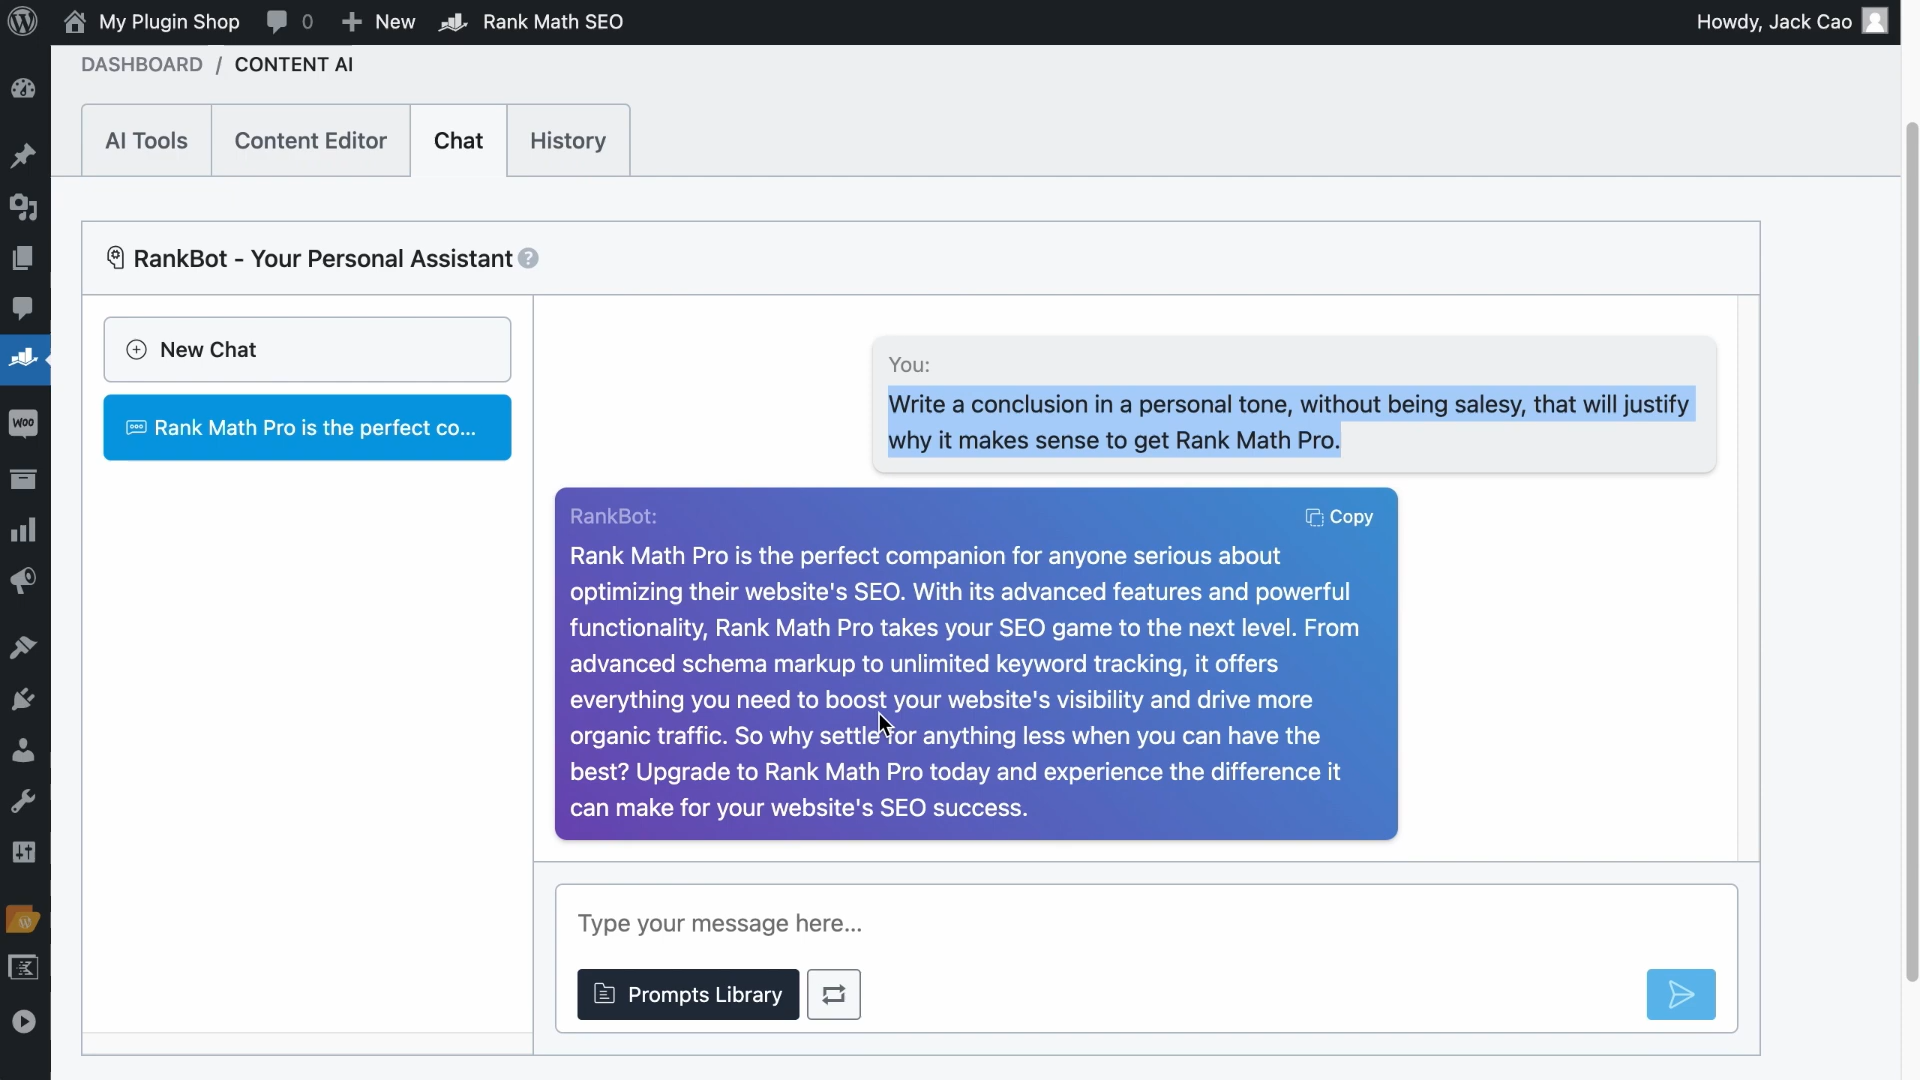 My Plugin Shop 0 New Rank Math SEO Howdy, Jack Cao
DASHBOARD / CONTENT AI
AI Tools Content Editor Chat History
RankBot - Your Personal Assistant ?
New Chat
Rank Math Pro is the perfect co...
You:
Write a conclusion in a personal tone, without being salesy, that will justify
why it makes sense to get Rank Math Pro.
RankBot: Copy
Rank Math Pro is the perfect companion for anyone serious about
optimizing their website's SEO. With its advanced features and powerful
functionality, Rank Math Pro takes your SEO game to the next level. From
advanced schema markup to unlimited keyword tracking, it offers
everything you need to boost your website's visibility and drive more
organic traffic. So why settle for anything less when you can have the
best? Upgrade to Rank Math Pro today and experience the difference it
can make for your website's SEO success.
Type your message here...
Prompts Library
WOO